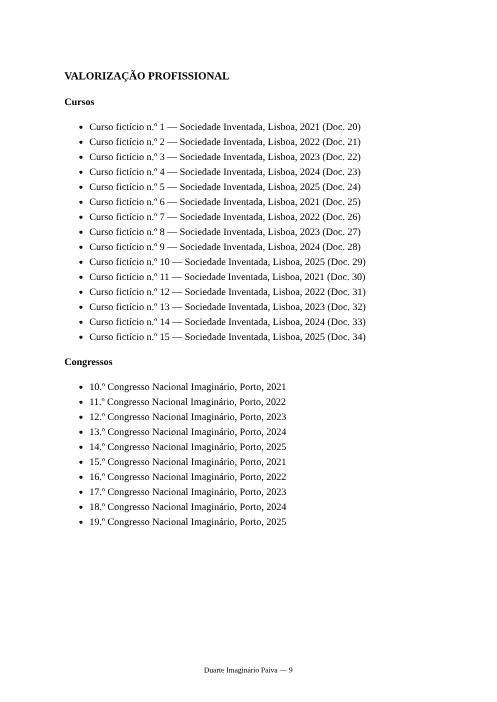 VALORIZAÇÃO PROFISSIONAL
Cursos
• Curso fictício n.º 1 — Sociedade Inventada, Lisboa, 2021 (Doc. 20)
• Curso fictício n.º 2 — Sociedade Inventada, Lisboa, 2022 (Doc. 21)
• Curso fictício n.º 3 — Sociedade Inventada, Lisboa, 2023 (Doc. 22)
• Curso fictício n.º 4 — Sociedade Inventada, Lisboa, 2024 (Doc. 23)
• Curso fictício n.º 5 — Sociedade Inventada, Lisboa, 2025 (Doc. 24)
• Curso fictício n.º 6 — Sociedade Inventada, Lisboa, 2021 (Doc. 25)
• Curso fictício n.º 7 — Sociedade Inventada, Lisboa, 2022 (Doc. 26)
• Curso fictício n.º 8 — Sociedade Inventada, Lisboa, 2023 (Doc. 27)
• Curso fictício n.º 9 — Sociedade Inventada, Lisboa, 2024 (Doc. 28)
• Curso fictício n.º 10 — Sociedade Inventada, Lisboa, 2025 (Doc. 29)
• Curso fictício n.º 11 — Sociedade Inventada, Lisboa, 2021 (Doc. 30)
• Curso fictício n.º 12 — Sociedade Inventada, Lisboa, 2022 (Doc. 31)
• Curso fictício n.º 13 — Sociedade Inventada, Lisboa, 2023 (Doc. 32)
• Curso fictício n.º 14 — Sociedade Inventada, Lisboa, 2024 (Doc. 33)
• Curso fictício n.º 15 — Sociedade Inventada, Lisboa, 2025 (Doc. 34)
Congressos
• 10.º Congresso Nacional Imaginário, Porto, 2021
• 11.º Congresso Nacional Imaginário, Porto, 2022
• 12.º Congresso Nacional Imaginário, Porto, 2023
• 13.º Congresso Nacional Imaginário, Porto, 2024
• 14.º Congresso Nacional Imaginário, Porto, 2025
• 15.º Congresso Nacional Imaginário, Porto, 2021
• 16.º Congresso Nacional Imaginário, Porto, 2022
• 17.º Congresso Nacional Imaginário, Porto, 2023
• 18.º Congresso Nacional Imaginário, Porto, 2024
• 19.º Congresso Nacional Imaginário, Porto, 2025
Duarte Imaginário Paiva — 9